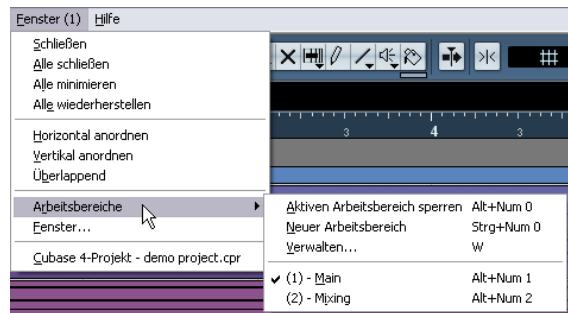 Fenster (1) Hilfe
Schließen
Alle schließen
Alle minimieren
Alle wiederherstellen
Horizontal anordnen
Vertikal anordnen
Überlappend
Arbeitsbereiche
Fenster...
Cubase 4-Projekt - demo project.cpr
3 4 3
Aktiven Arbeitsbereich sperren Alt+Num 0
Neuer Arbeitsbereich Strg+Num 0
Verwalten... W
(1) - Main Alt+Num 1
(2) - Mixing Alt+Num 2